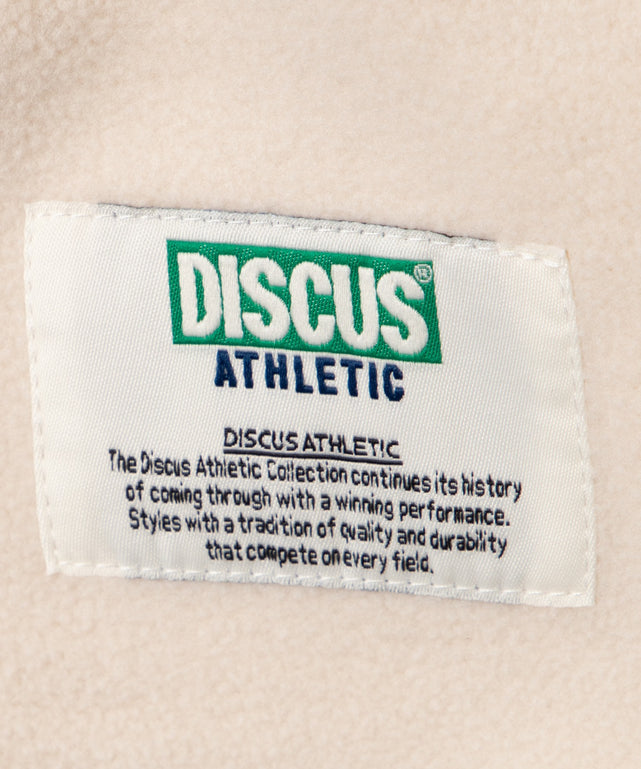 DISCUS®
ATHLETIC
DISCUS ATHLETIC
The Discus Athletic Collection continues its history
of coming through with a winning performance.
Styles with a tradition of quality and durability
that compete on every field.